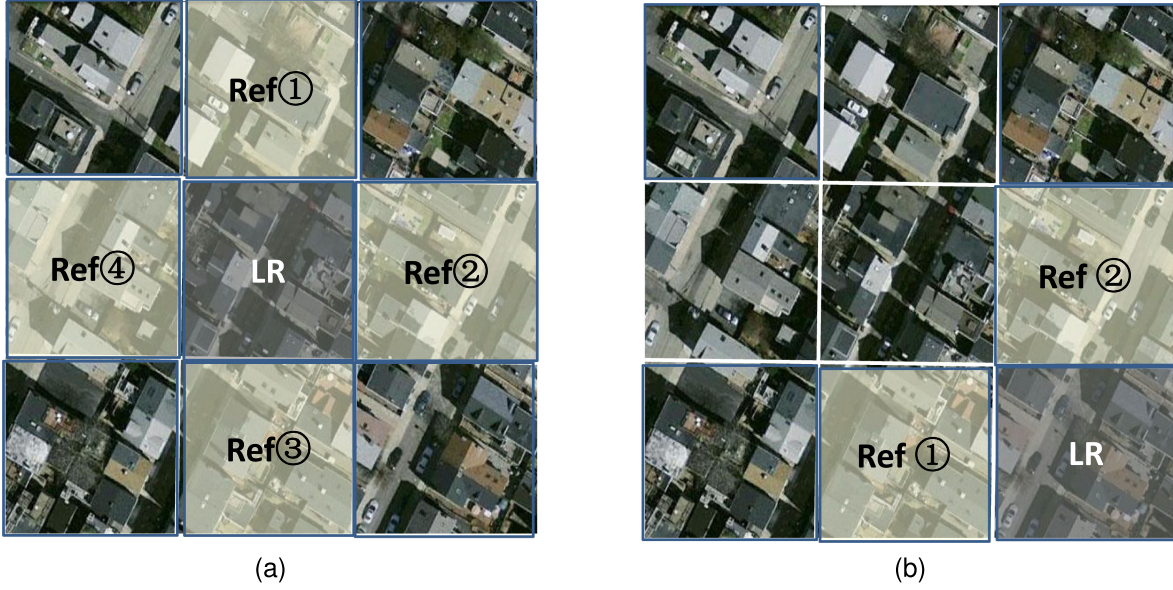 Ref①
Ref④
LR
Ref②
Ref③
(a)
Ref ②
Ref ①
LR
(b)